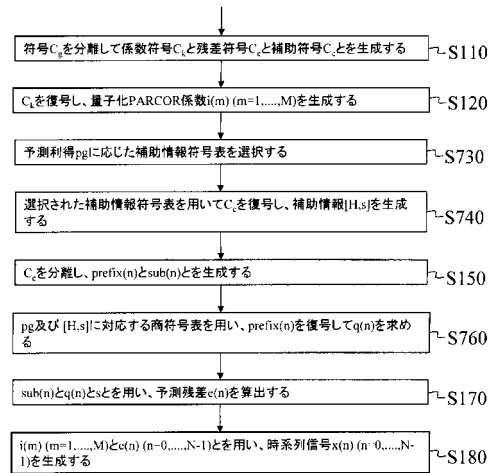 符号Cgを分離して係数符号Ckと残差符号Ceと補助符号Ccとを生成する
S110
Ckを復号し、量子化PARCOR係数i(m) (m=1,....,M)を生成する
S120
予測利得pgに応じた補助情報符号表を選択する
S730
選択された補助情報符号表を用いてCcを復号し、補助情報[H,s]を生成
する
S740
Ceを分離し、prefix(n)とsub(n)とを生成する
S150
pg及び [H,s]に対応する商符号表を用い、prefix(n)を復号してq(n)を求め
る
S760
sub(n)とq(n)とsとを用い、予測残差e(n)を算出する
S170
i(m) (m=1,....,M)とe(n) (n=0,....,N-1)とを用い、時系列信号x(n) (n=0,....,N-
1)を生成する
S180